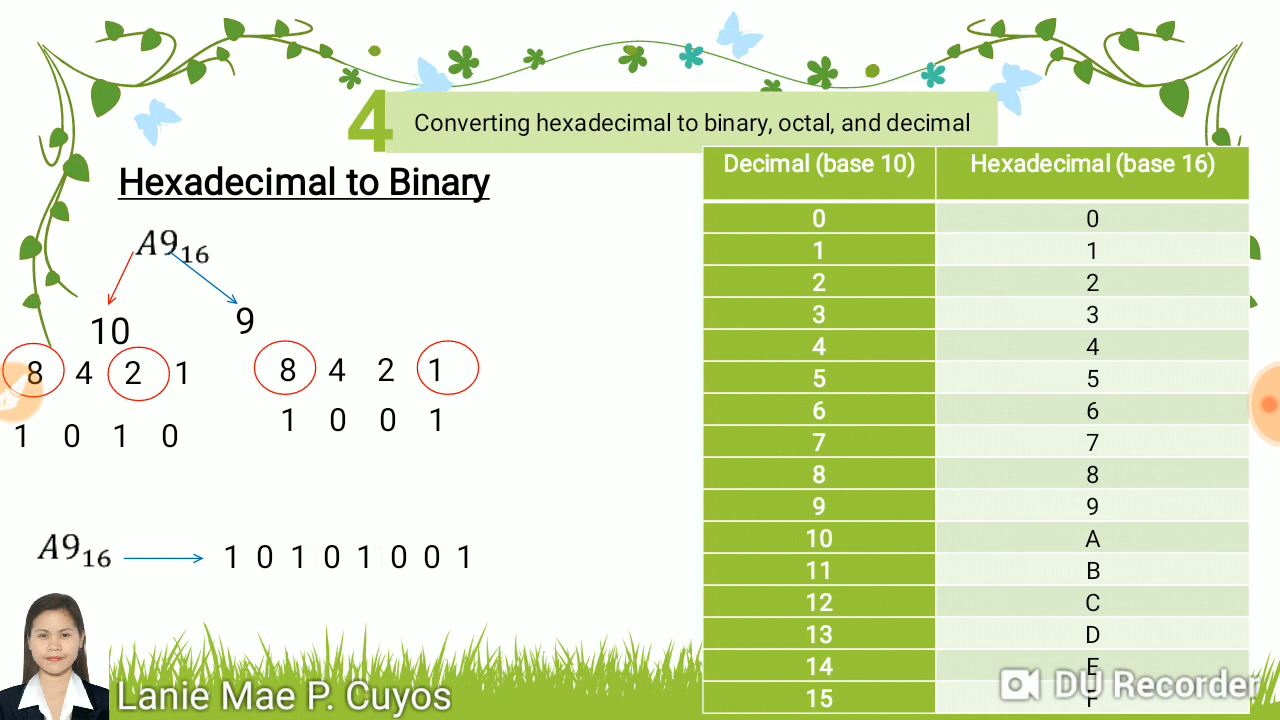 4
Converting hexadecimal to binary, octal, and decimal
Hexadecimal to Binary
A9₁₆
10 9
8 4 2 1 8 4 2 1
1 0 1 0 1 0 0 1
A9₁₆ 1 0 1 0 1 0 0 1
Decimal (base 10) Hexadecimal (base 16)
0 0
1 1
2 2
3 3
4 4
5 5
6 6
7 7
8 8
9 9
10 A
11 B
12 C
13 D
14 E
15 F
Lanie Mae P. Cuyos
DU Recorder